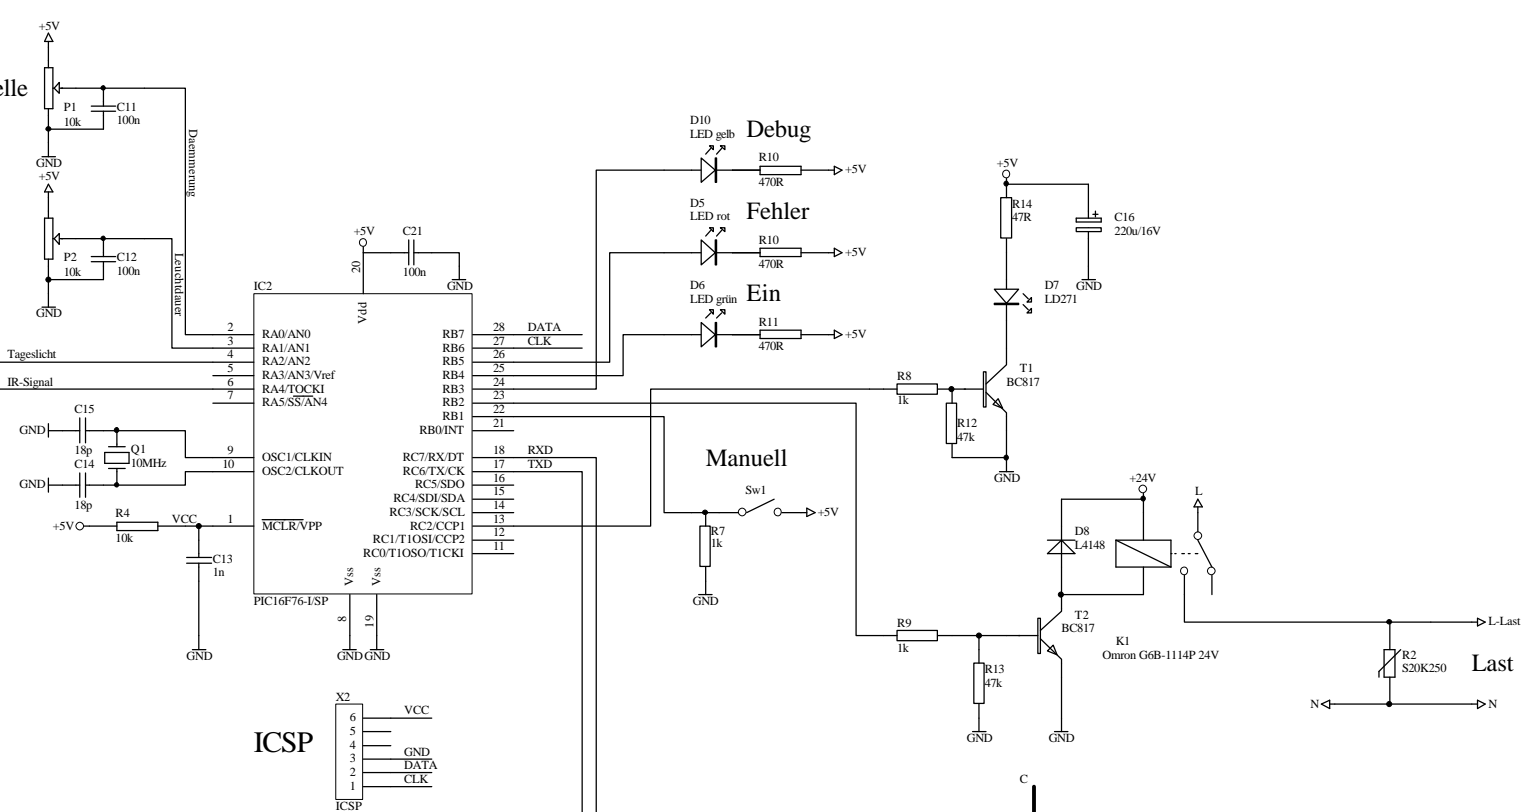 +5V
elle
P1
10k
C11
100n
GND
Daemmerung
+5V
P2
10k
C12
100n
GND
Leuchtdauer
Tageslicht
IR-Signal
+5V
C21
100n
GND
20
IC2
Vdd
2 RA0/AN0
3 RA1/AN1
4 RA2/AN2
5 RA3/AN3/Vref
6 RA4/TOCKI
7 RA5/SS/AN4
9 OSC1/CLKIN
10 OSC2/CLKOUT
1 MCLR/VPP
RB7 28 DATA
RB6 27 CLK
RB5 26
RB4 25
RB3 24
RB2 23
RB1 22
RB0/INT 21
RC7/RX/DT 18 RXD
RC6/TX/CK 17 TXD
RC5/SDO 16
RC4/SDI/SDA 15
RC3/SCK/SCL 14
RC2/CCP1 13
RC1/T1OSI/CCP2 12
RC0/T1OSO/T1CKI 11
Vss
Vss
PIC16F76-I/SP
8
19
GND
GND
C15
GND
18p
Q1
10MHz
C14
GND
18p
+5V
R4
10k
VCC
C13
1n
GND
D10
LED gelb
Debug
R10
470R
+5V
D5
LED rot
Fehler
R10
470R
+5V
D6
LED grün
Ein
R11
470R
+5V
+5V
R14
47R
C16
220u/16V
GND
D7
LD271
T1
BC817
R8
1k
R12
47k
GND
Manuell
Sw1
+5V
R7
1k
GND
+24V
L
D8
L4148
T2
BC817
K1
Omron G6B-1114P 24V
R9
1k
R13
47k
GND
GND
L-Last
R2
S20K250
Last
N
N
ICSP
X2
6 VCC
5
4
3 GND
2 DATA
1 CLK
ICSP
C